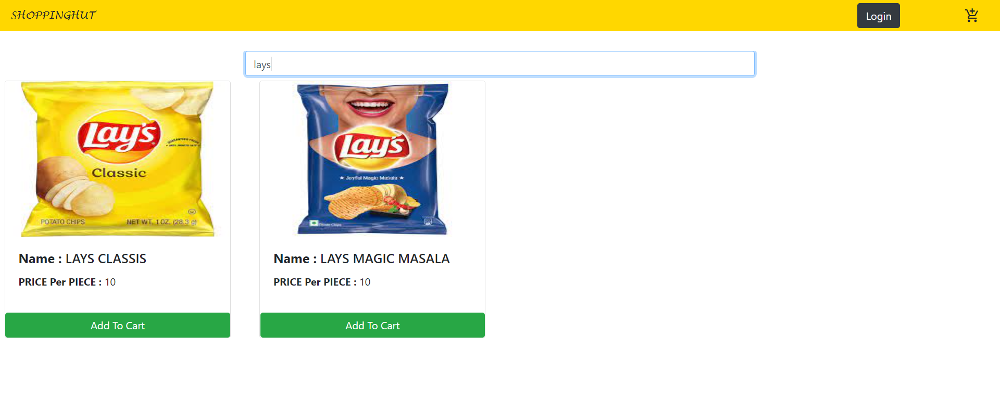 SHOPPINGHUT
Login
lays
Lay's
Classic
POTATO CHIPS
NET WT. 1 OZ. (28.3 g)
Lay's
★ Joyful Magic Masala ★
Potato Chips
Name : LAYS CLASSIS
PRICE Per PIECE : 10
Add To Cart
Name : LAYS MAGIC MASALA
PRICE Per PIECE : 10
Add To Cart